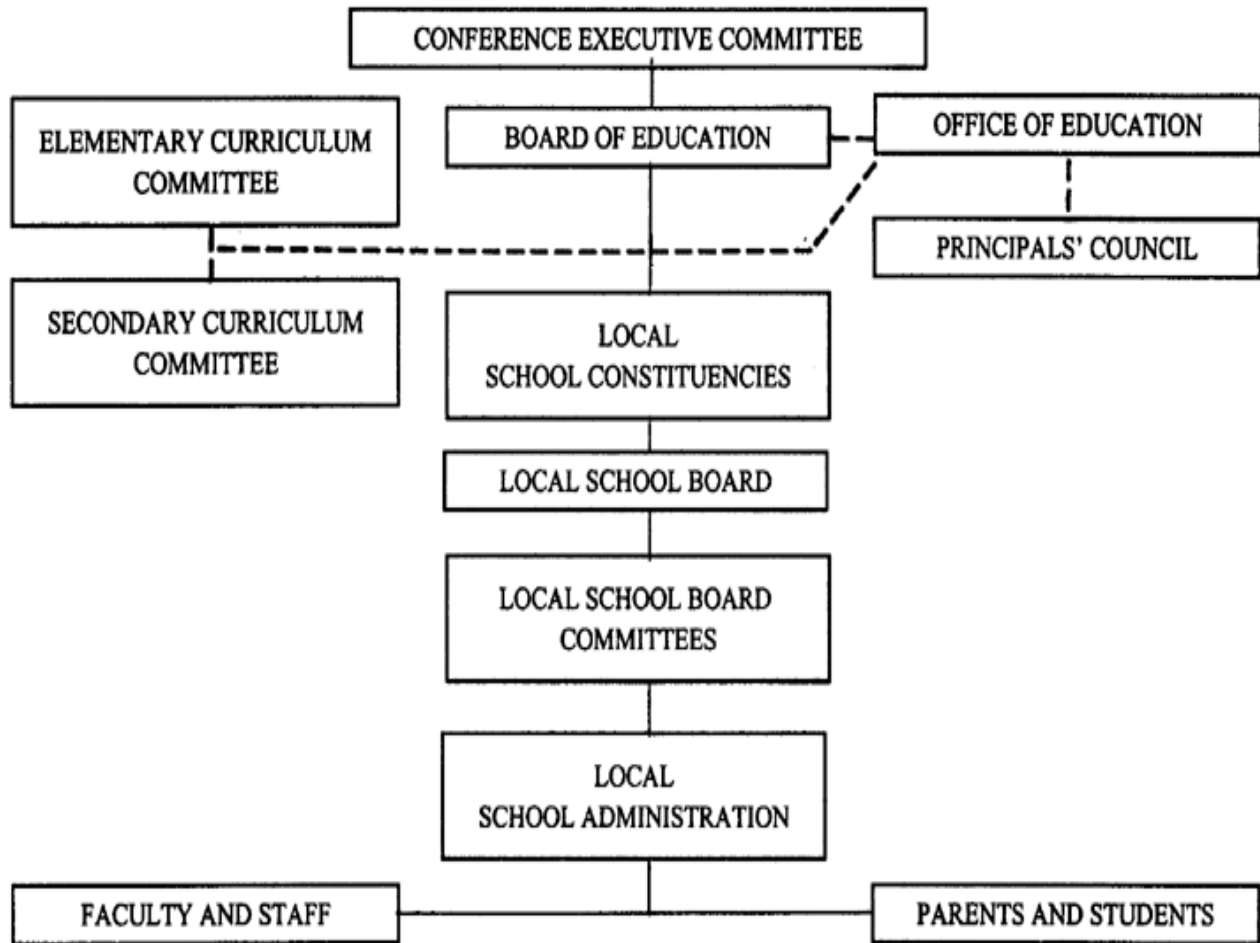 CONFERENCE EXECUTIVE COMMITTEE
ELEMENTARY CURRICULUM
COMMITTEE
BOARD OF EDUCATION
OFFICE OF EDUCATION
PRINCIPALS' COUNCIL
SECONDARY CURRICULUM
COMMITTEE
LOCAL
SCHOOL CONSTITUENCIES
LOCAL SCHOOL BOARD
LOCAL SCHOOL BOARD
COMMITTEES
LOCAL
SCHOOL ADMINISTRATION
FACULTY AND STAFF
PARENTS AND STUDENTS